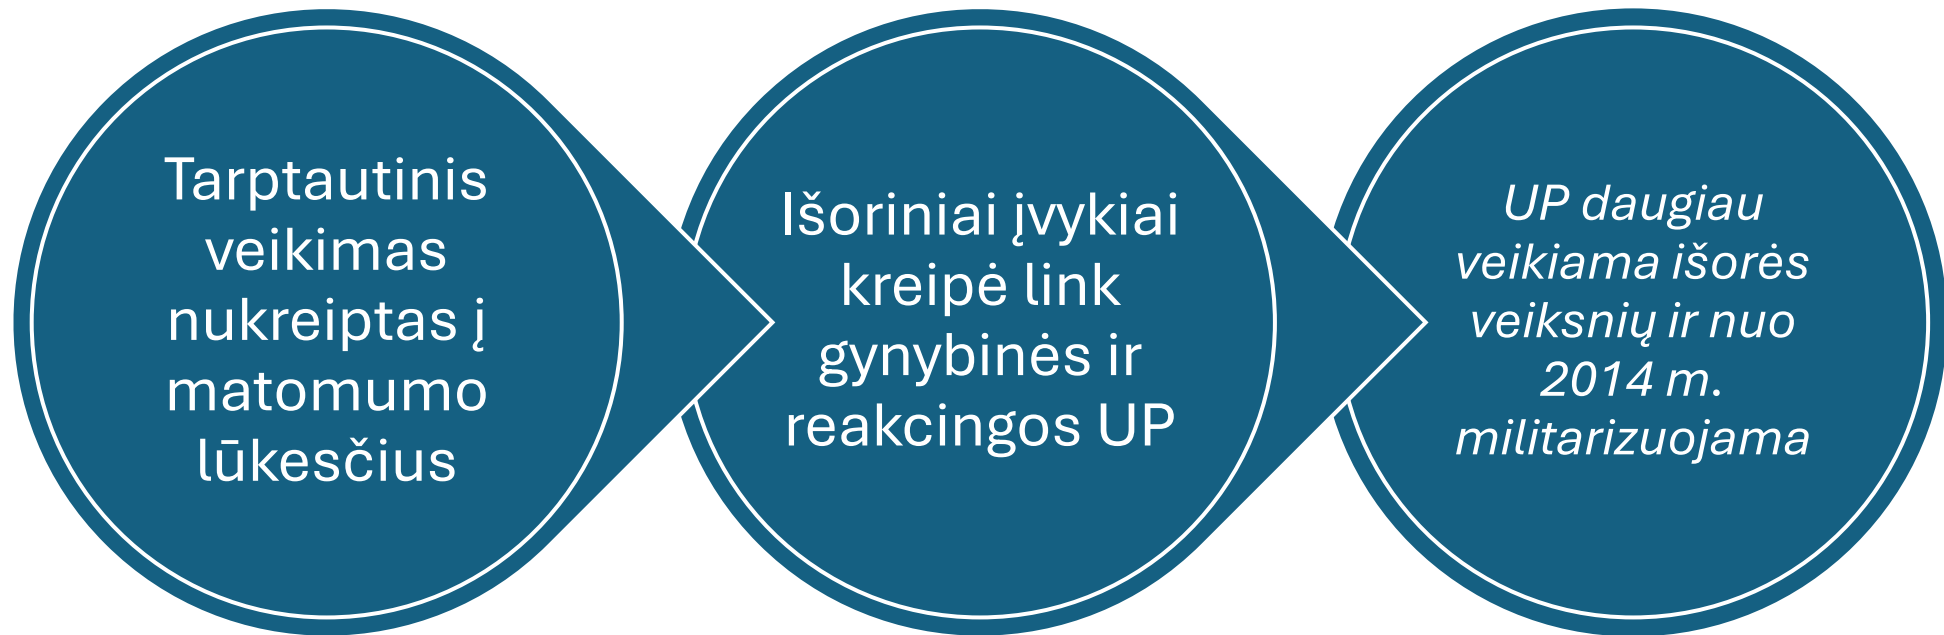 Tarptautinis
veikimas
nukreiptas į
matomumo
lūkesčius
Išoriniai įvykiai
kreipė link
gynybinės ir
reakcingos UP
UP daugiau
veikiama išorės
veiksnių ir nuo
2014 m.
militarizuojama